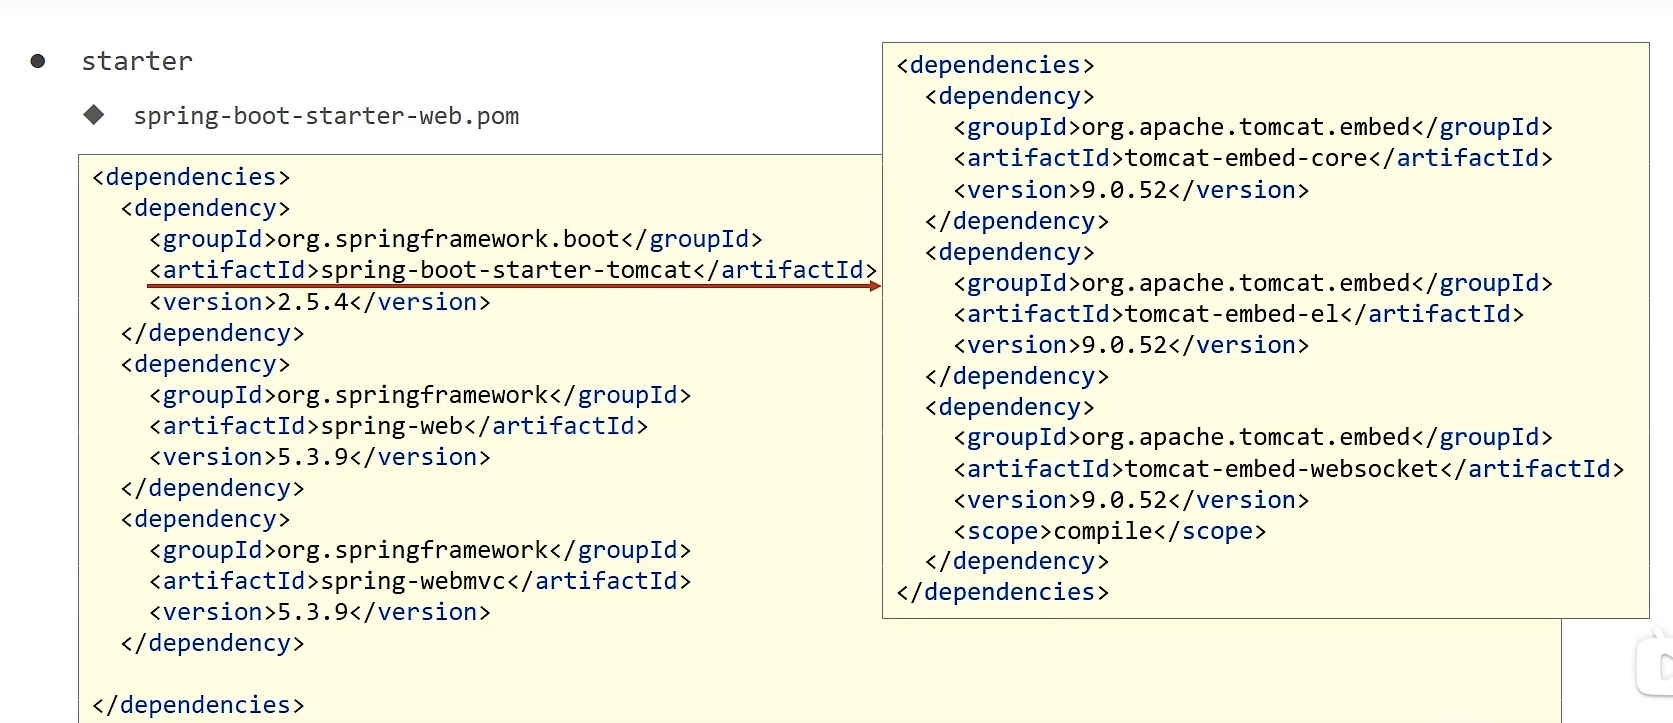 starter
spring-boot-starter-web.pom
<dependencies>
  <dependency>
    <groupId>org.springframework.boot</groupId>
    <artifactId>spring-boot-starter-tomcat</artifactId>
    <version>2.5.4</version>
  </dependency>
  <dependency>
    <groupId>org.springframework</groupId>
    <artifactId>spring-web</artifactId>
    <version>5.3.9</version>
  </dependency>
  <dependency>
    <groupId>org.springframework</groupId>
    <artifactId>spring-webmvc</artifactId>
    <version>5.3.9</version>
  </dependency>
</dependencies>
<dependencies>
  <dependency>
    <groupId>org.apache.tomcat.embed</groupId>
    <artifactId>tomcat-embed-core</artifactId>
    <version>9.0.52</version>
  </dependency>
  <dependency>
    <groupId>org.apache.tomcat.embed</groupId>
    <artifactId>tomcat-embed-el</artifactId>
    <version>9.0.52</version>
  </dependency>
  <dependency>
    <groupId>org.apache.tomcat.embed</groupId>
    <artifactId>tomcat-embed-websocket</artifactId>
    <version>9.0.52</version>
    <scope>compile</scope>
  </dependency>
</dependencies>